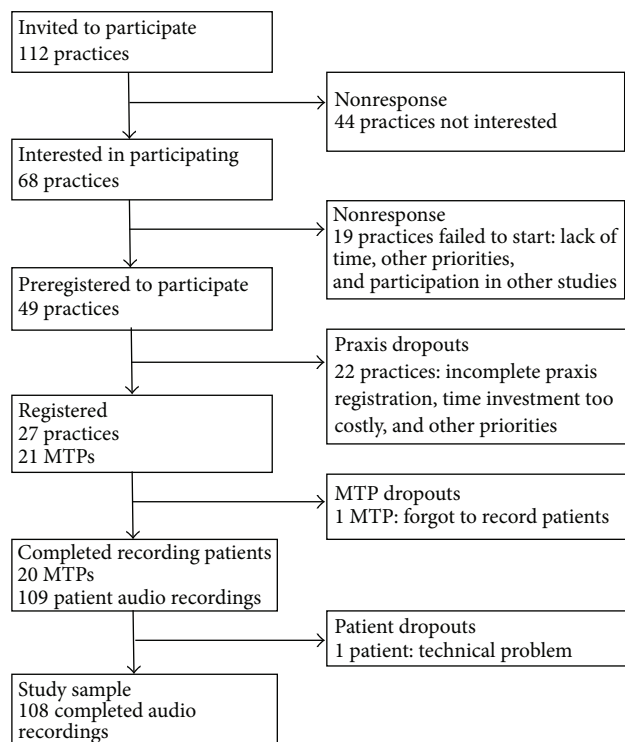 Invited to participate
112 practices
Nonresponse
44 practices not interested
Interested in participating
68 practices
Nonresponse
19 practices failed to start: lack of
time, other priorities,
and participation in other studies
Preregistered to participate
49 practices
Praxis dropouts
22 practices: incomplete praxis
registration, time investment too
costly, and other priorities
Registered
27 practices
21 MTPs
MTP dropouts
1 MTP: forgot to record patients
Completed recording patients
20 MTPs
109 patient audio recordings
Patient dropouts
1 patient: technical problem
Study sample
108 completed audio
recordings